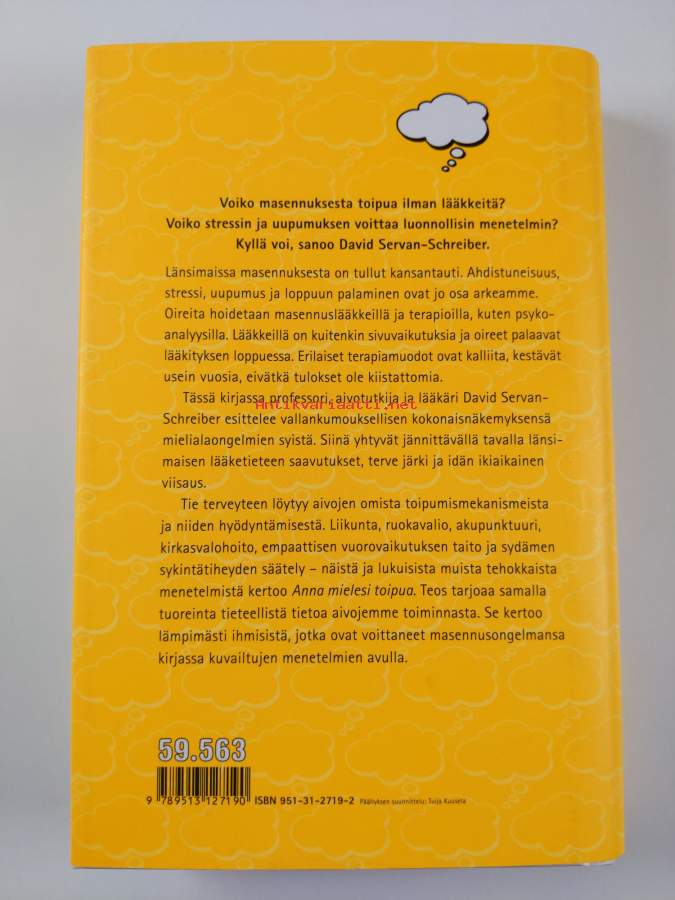 Voiko masennuksesta toipua ilman lääkkeitä?
Voiko stressin ja uupumuksen voittaa luonnollisin menetelmin?
Kyllä voi, sanoo David Servan-Schreiber.
Länsimaissa masennuksesta on tullut kansantauti. Ahdistuneisuus,
stressi, uupumus ja loppuun palaminen ovat jo osa arkeamme.
Oireita hoidetaan masennuslääkkeillä ja terapioilla, kuten psyko-
analyysilla. Lääkkeillä on kuitenkin sivuvaikutuksia ja oireet palaavat
lääkityksen loppuessa. Erilaiset terapiamuodot ovat kalliita, kestävät
usein vuosia, eivätkä tulokset ole kiistattomia.
Tässä kirjassa professori, aivotutkija ja lääkäri David Servan-
Antikvariaatti.net
Schreiber esittelee vallankumouksellisen kokonaisnäkemyksensä
mielialaongelmien syistä. Siinä yhtyvät jännittävällä tavalla länsi-
maisen lääketieteen saavutukset, terve järki ja idän ikiaikainen
viisaus.
Tie terveyteen löytyy aivojen omista toipumismekanismeista
ja niiden hyödyntämisestä. Liikunta, ruokavalio, akupunktuuri,
kirkasvalohoito, empaattisen vuorovaikutuksen taito ja sydämen
sykintätiheyden säätely – näistä ja lukuisista muista tehokkaista
menetelmistä kertoo Anna mielesi toipua. Teos tarjoaa samalla
tuoreinta tieteellistä tietoa aivojemme toiminnasta. Se kertoo
lämpimästi ihmisistä, jotka ovat voittaneet masennusongelmansa
kirjassa kuvailtujen menetelmien avulla.
59.563
9 789513 127190 ISBN 951-31-2719-2 Päällyksen suunnittelu: Tuija Kuusela